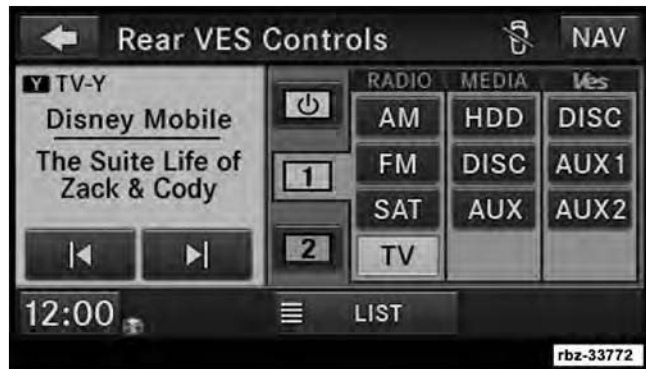 Rear VES Controls
NAV
Y TV-Y
Disney Mobile
The Suite Life of
Zack & Cody
1
2
RADIO MEDIA Ves
AM HDD DISC
FM DISC AUX1
SAT AUX AUX2
TV
12:00
LIST
rbz-33772